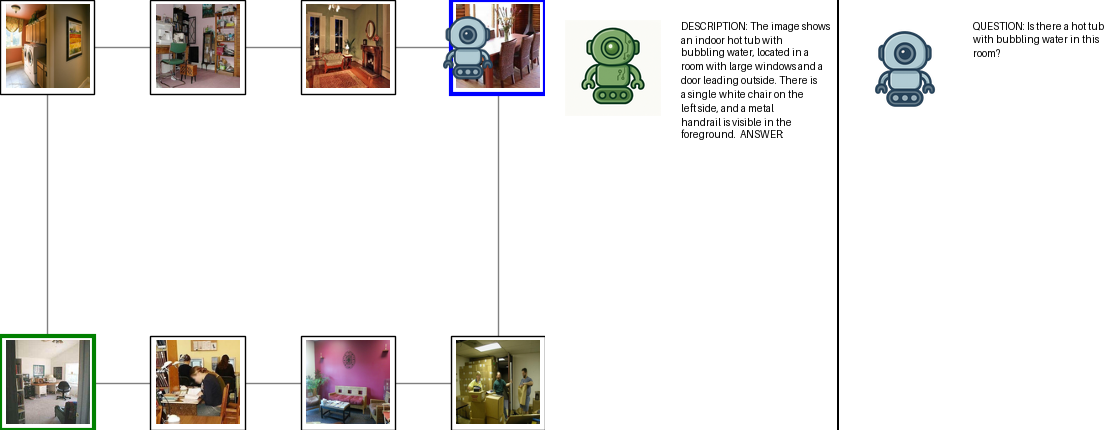 DESCRIPTION: The image shows
an indoor hot tub with
bubbling water, located in a
room with large windows and a
door leading outside. There is
a single white chair on the
left side, and a metal
handrail is visible in the
foreground. ANSWER
QUESTION: Is there a hot tub
with bubbling water in this
room?